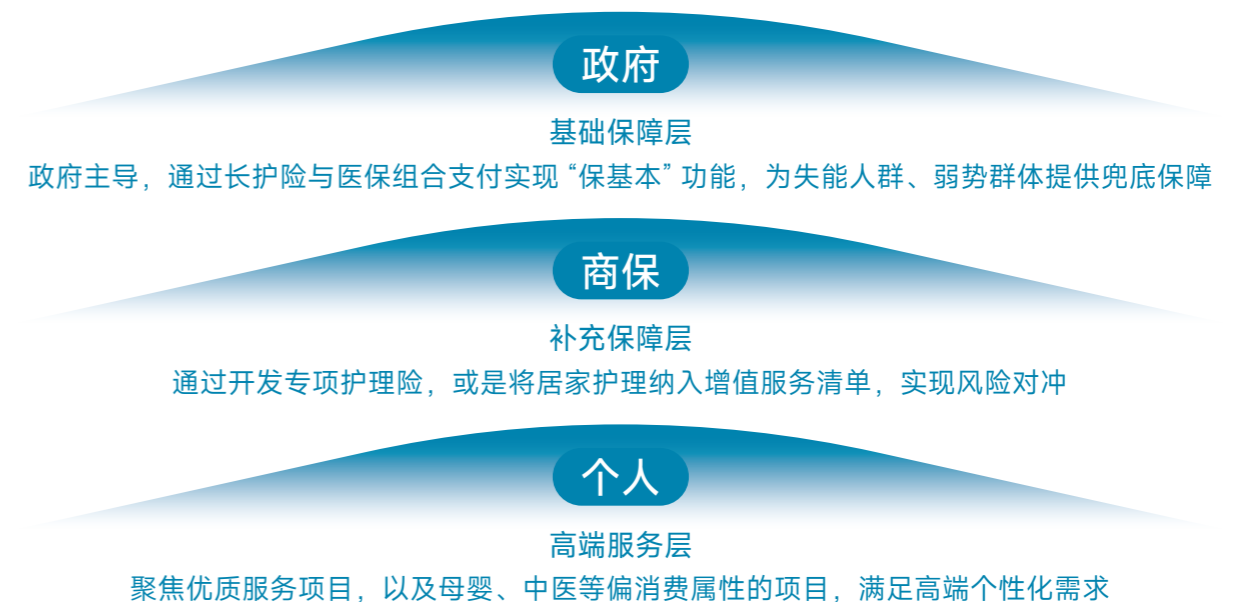 政府
基础保障层
政府主导，通过长护险与医保组合支付实现“保基本”功能，为失能人群、弱势群体提供兜底保障
商保
补充保障层
通过开发专项护理险，或是将居家护理纳入增值服务清单，实现风险对冲
个人
高端服务层
聚焦优质服务项目，以及母婴、中医等偏消费属性的项目，满足高端个性化需求